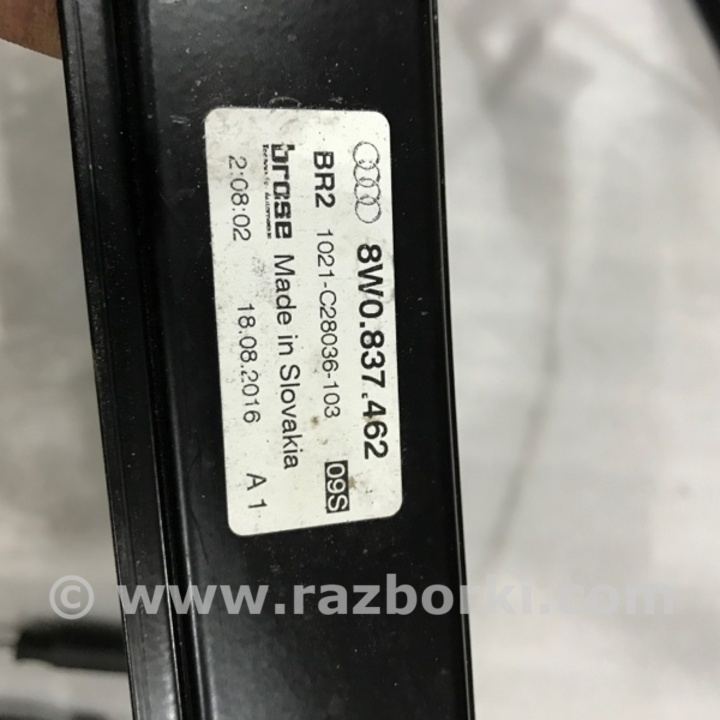 8W0.837.462
BR2 1021-C28036-103 09S
brose Made in Slovakia
2:08:02 18.08.2016 A 1
© www.razborki.com